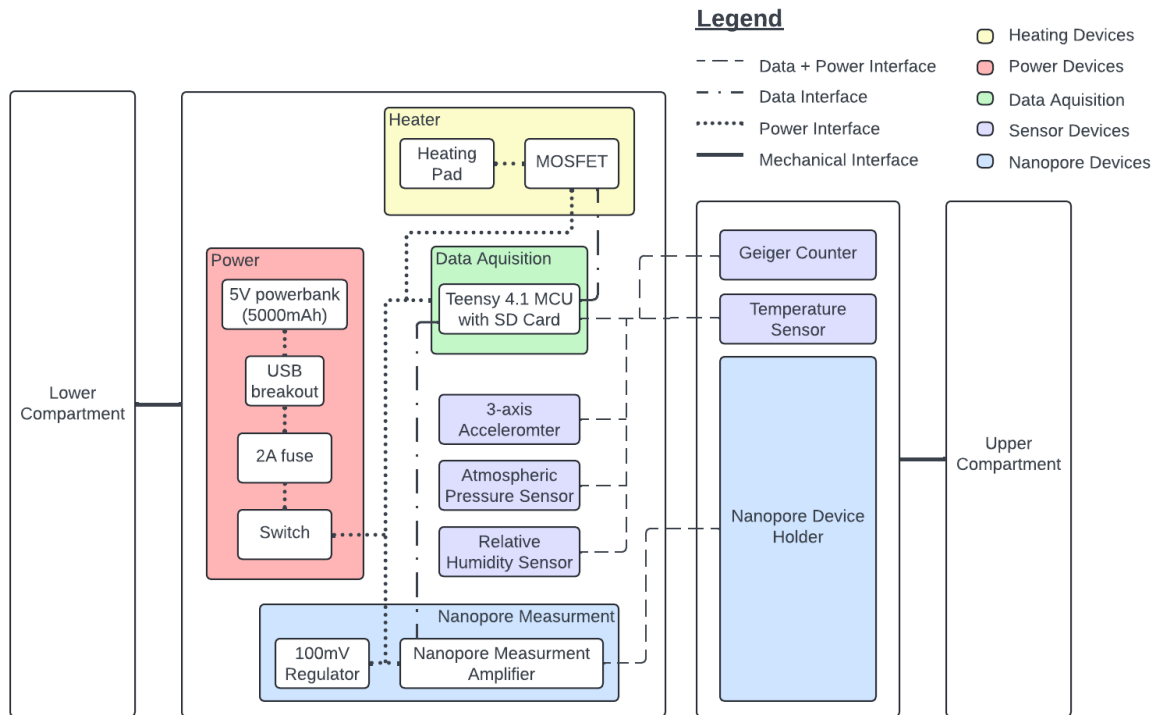 Legend
Data + Power Interface
Data Interface
Power Interface
Mechanical Interface
Heating Devices
Power Devices
Data Aquisition
Sensor Devices
Nanopore Devices
Lower
Compartment
Heater
Heating
Pad
MOSFET
Power
5V powerbank
(5000mAh)
USB
breakout
2A fuse
Switch
Data Aquisition
Teensy 4.1 MCU
with SD Card
3-axis
Acceleromter
Atmospheric
Pressure Sensor
Relative
Humidity Sensor
Nanopore Measurment
100mV
Regulator
Nanopore Measurment
Amplifier
Geiger Counter
Temperature
Sensor
Nanopore Device
Holder
Upper
Compartment